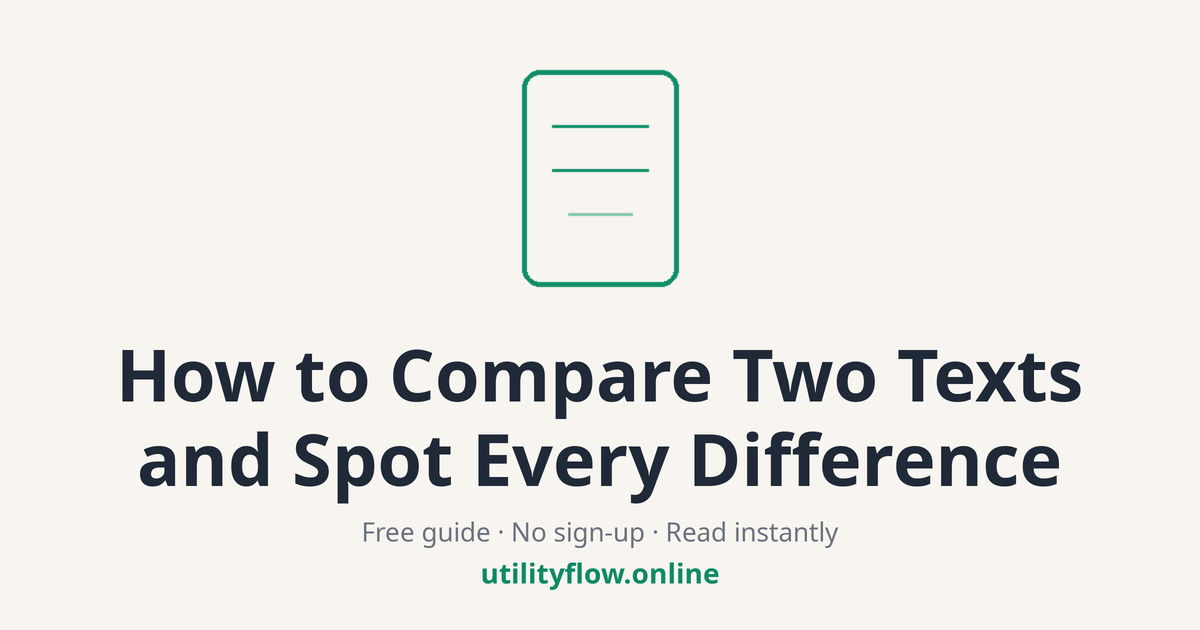 How to Compare Two Texts
and Spot Every Difference
Free guide · No sign-up · Read instantly
utilityflow.online